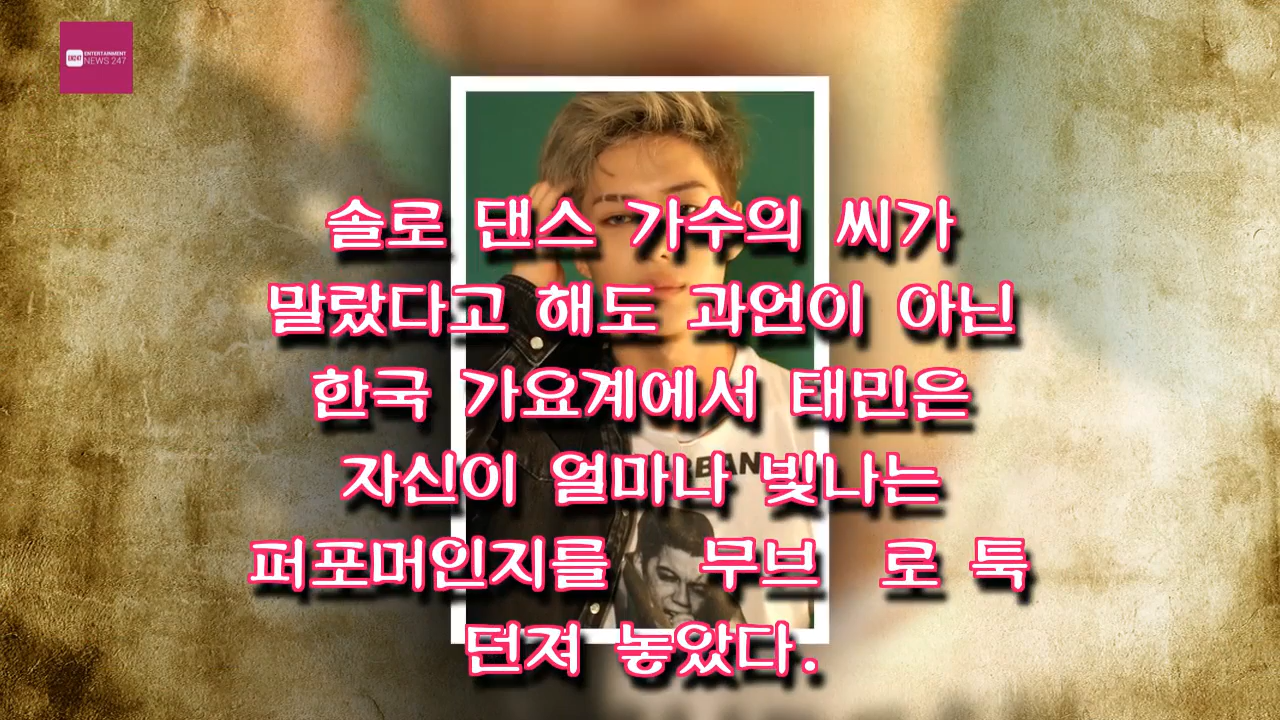 ENTERTAINMENT
NEWS 247
솔로 댄스 가수의 씨가
말랐다고 해도 과언이 아닌
한국 가요계에서 태민은
자신이 얼마나 빛나는
퍼포머인지를 무브 로 툭
던져 놓았다.